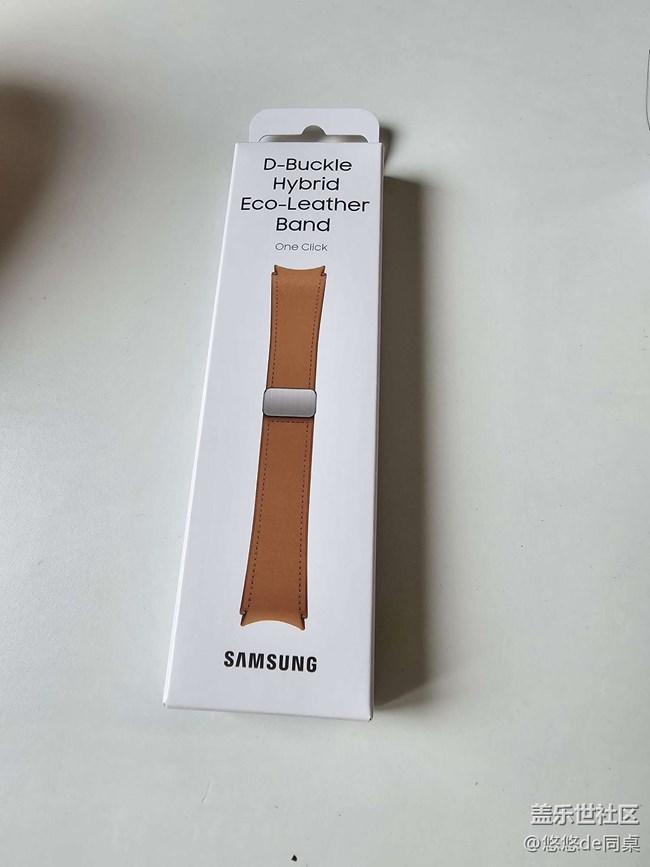 D-Buckle
Hybrid
Eco-Leather
Band
One Click
SAMSUNG
盖乐世社区
@悠悠de同桌